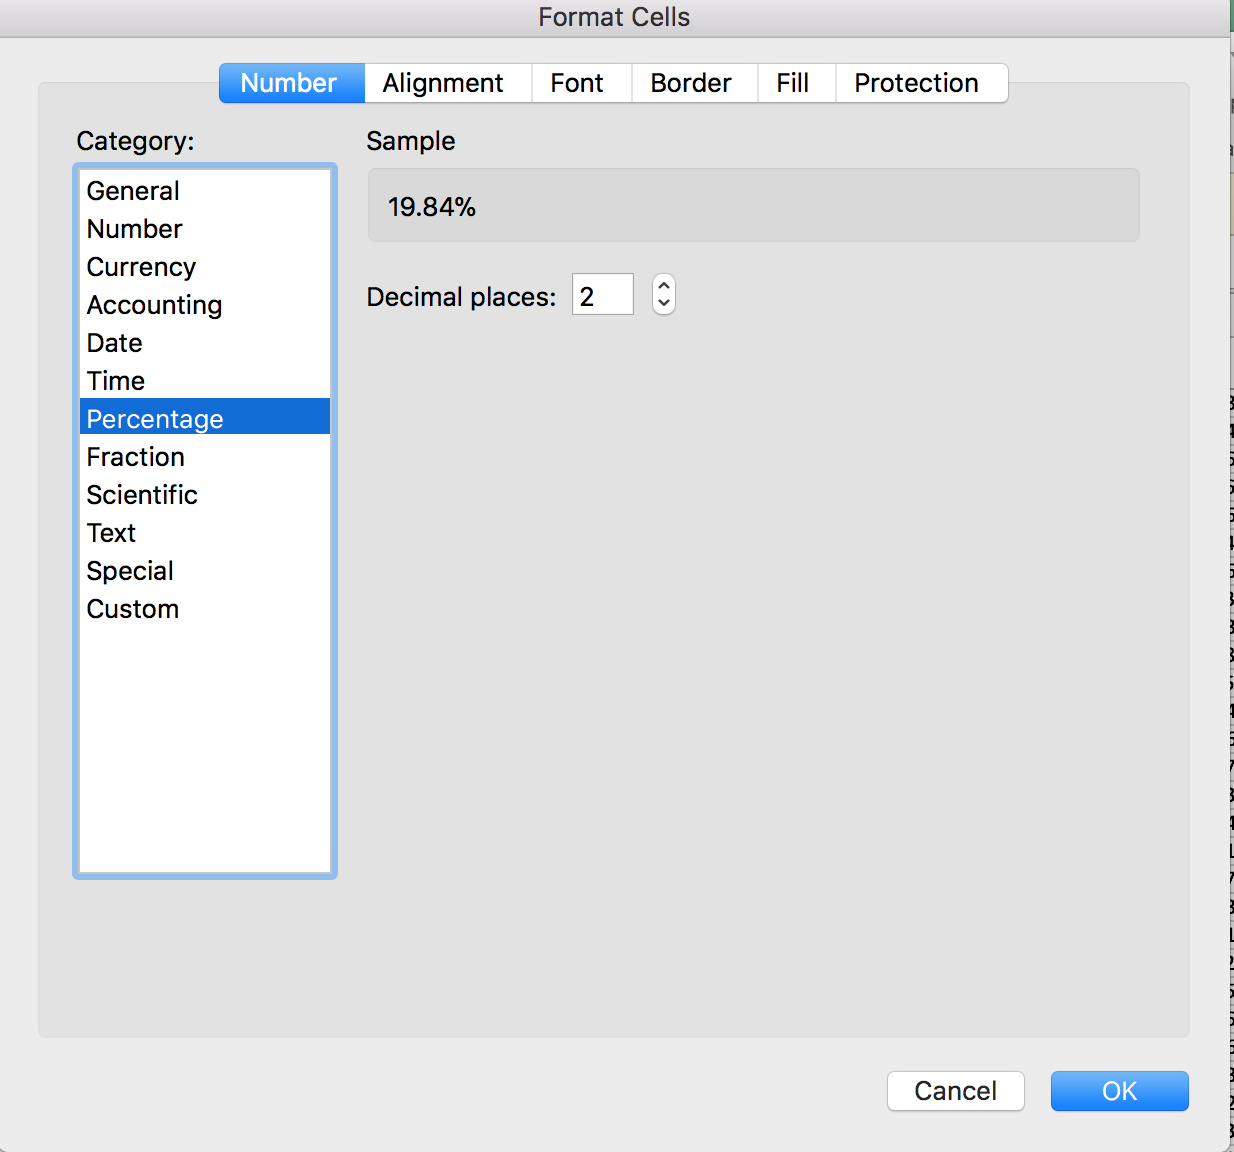 Format Cells
Number Alignment Font Border Fill Protection
Category:
Sample
General
Number
Currency
Accounting
Date
Time
Percentage
Fraction
Scientific
Text
Special
Custom
19.84%
Decimal places: 2
Cancel OK